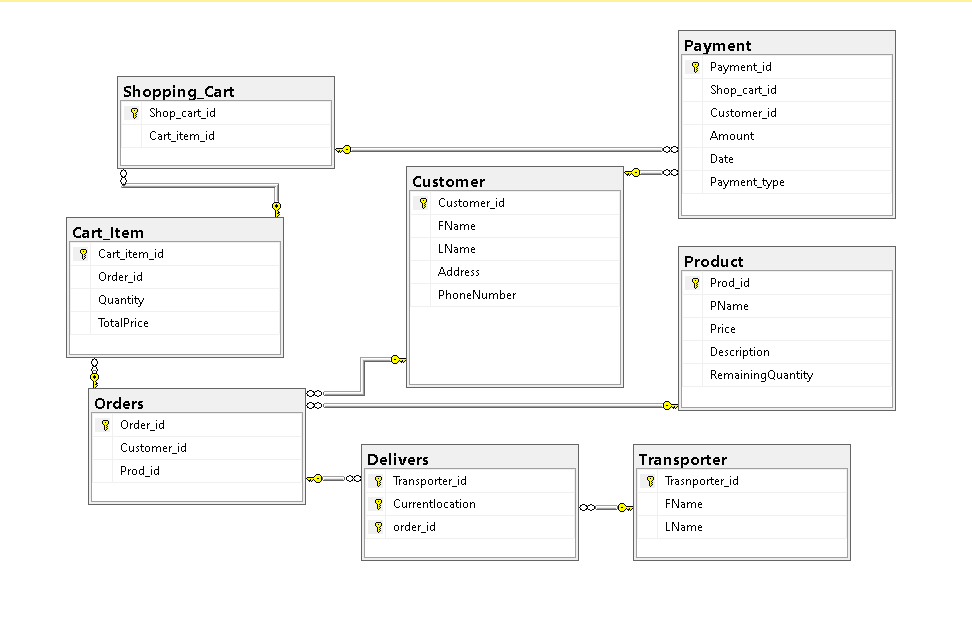 Payment
Payment_id
Shop_cart_id
Customer_id
Amount
Date
Payment_type
Shopping_Cart
Shop_cart_id
Cart_item_id
Customer
Customer_id
FName
LName
Address
PhoneNumber
Cart_Item
Cart_item_id
Order_id
Quantity
TotalPrice
Product
Prod_id
PName
Price
Description
RemainingQuantity
Orders
Order_id
Customer_id
Prod_id
Delivers
Transporter_id
Currentlocation
order_id
Transporter
Trasnporter_id
FName
LName